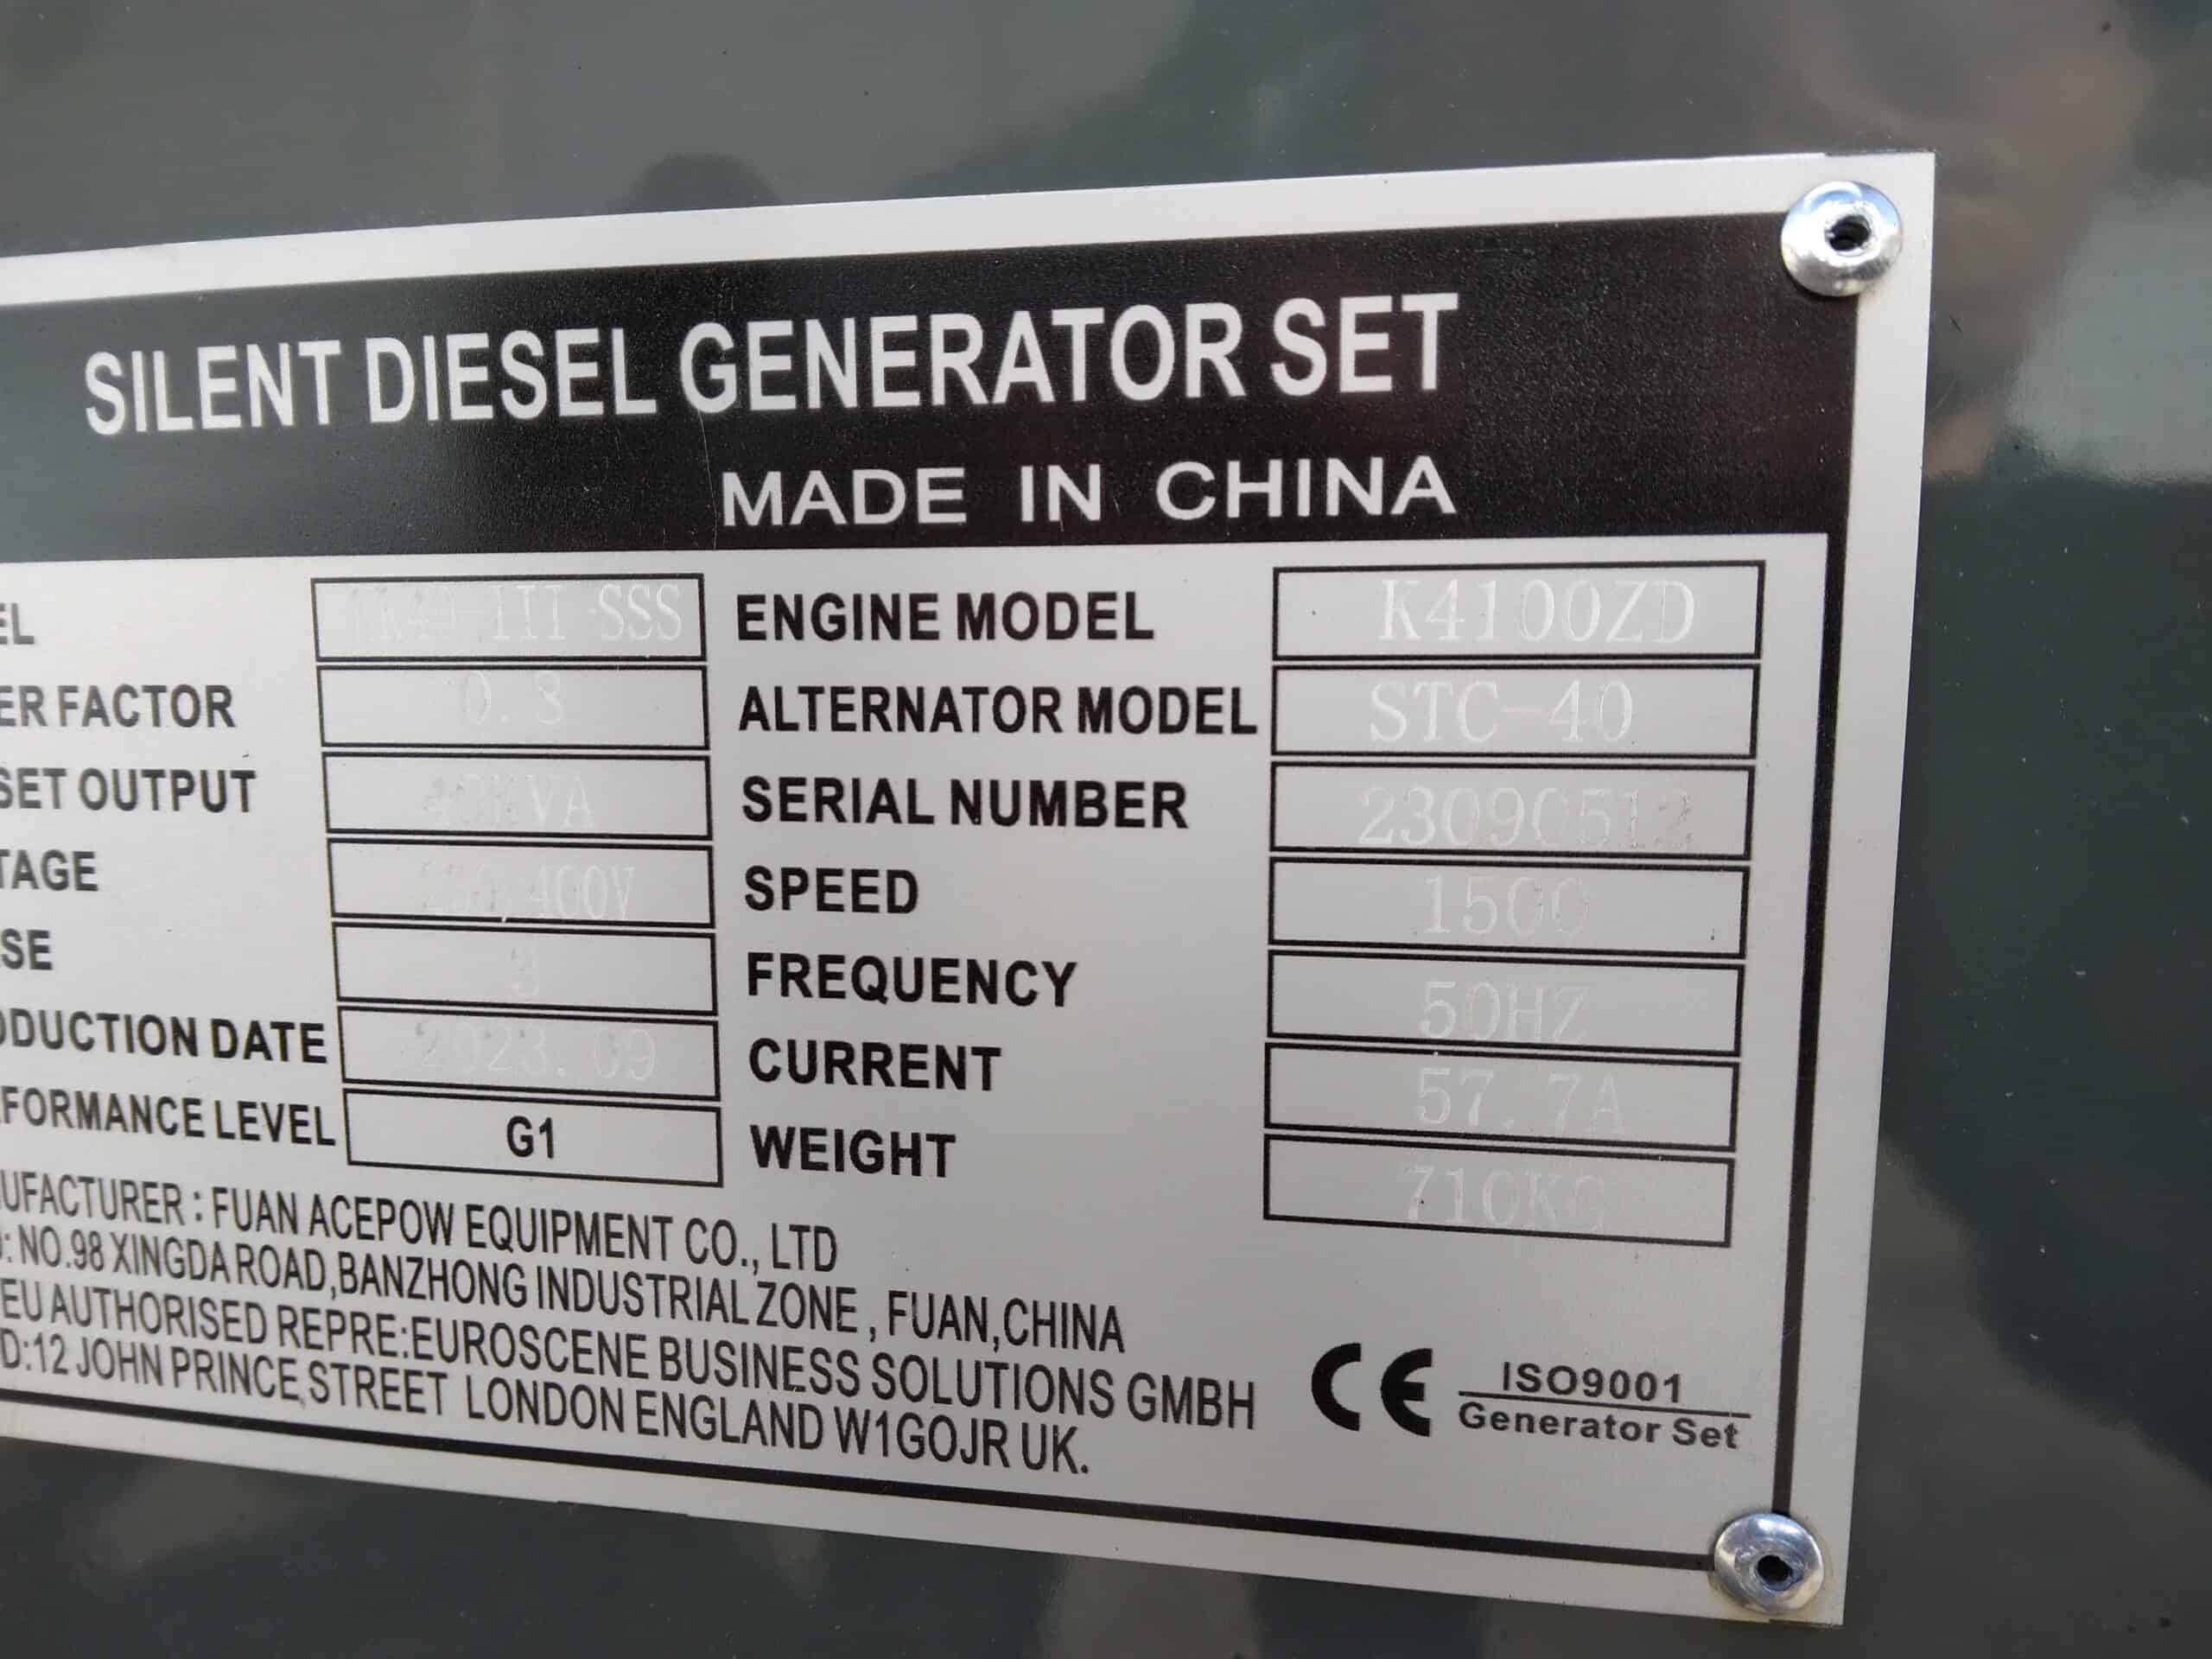 SILENT DIESEL GENERATOR SET
MADE IN CHINA
EL III SSS ENGINE MODEL K4100ZD
ER FACTOR 0.8 ALTERNATOR MODEL STC-40
SET OUTPUT 40KVA SERIAL NUMBER 23090512
TAGE 400V SPEED 1500
SE 3 FREQUENCY 50HZ
ODUCTION DATE 2023.09 CURRENT 57.7A
FORMANCE LEVEL G1 WEIGHT 710KG
UFACTURER : FUAN ACEPOW EQUIPMENT CO., LTD
: NO.98 XINGDA ROAD,BANZHONG INDUSTRIAL ZONE , FUAN,CHINA
EU AUTHORISED REPRE:EUROSCENE BUSINESS SOLUTIONS GMBH
D:12 JOHN PRINCE,STREET LONDON ENGLAND W1GOJR UK.
CE ISO9001
Generator Set